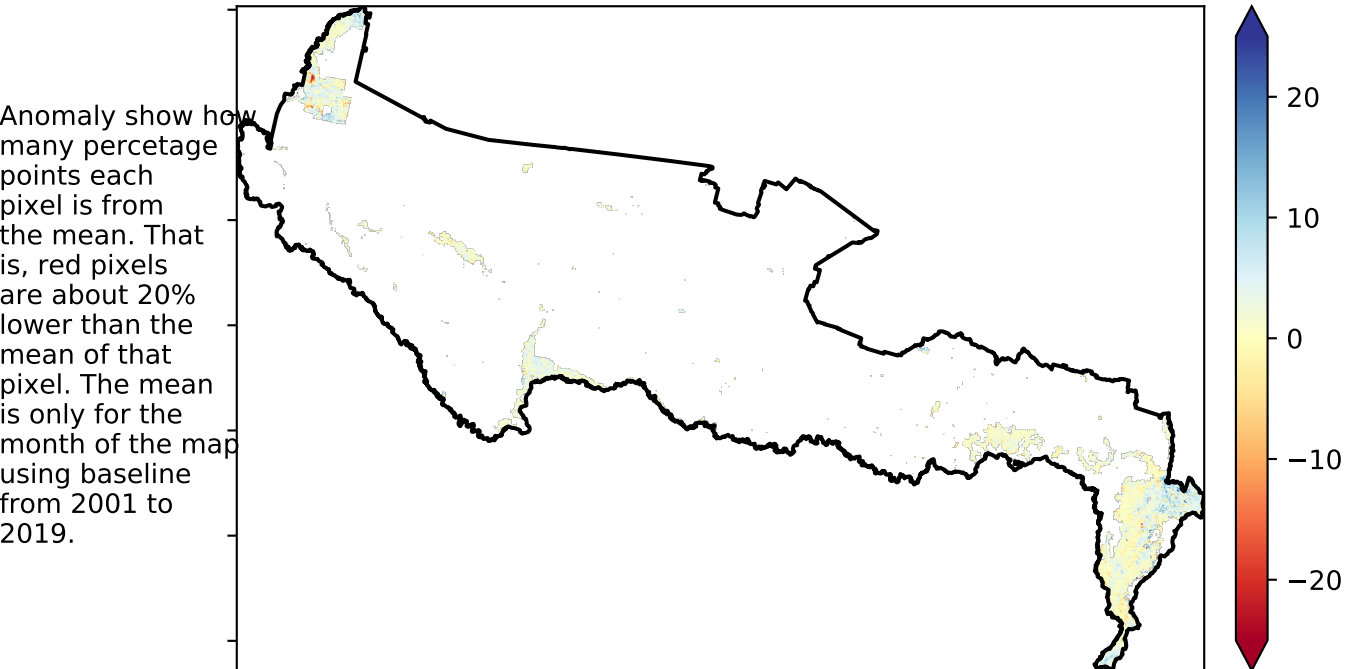 Anomaly show how
many percetage
points each
pixel is from
the mean. That
is, red pixels
are about 20%
lower than the
mean of that
pixel. The mean
is only for the
month of the map
using baseline
from 2001 to
2019.
20
10
0
−10
−20